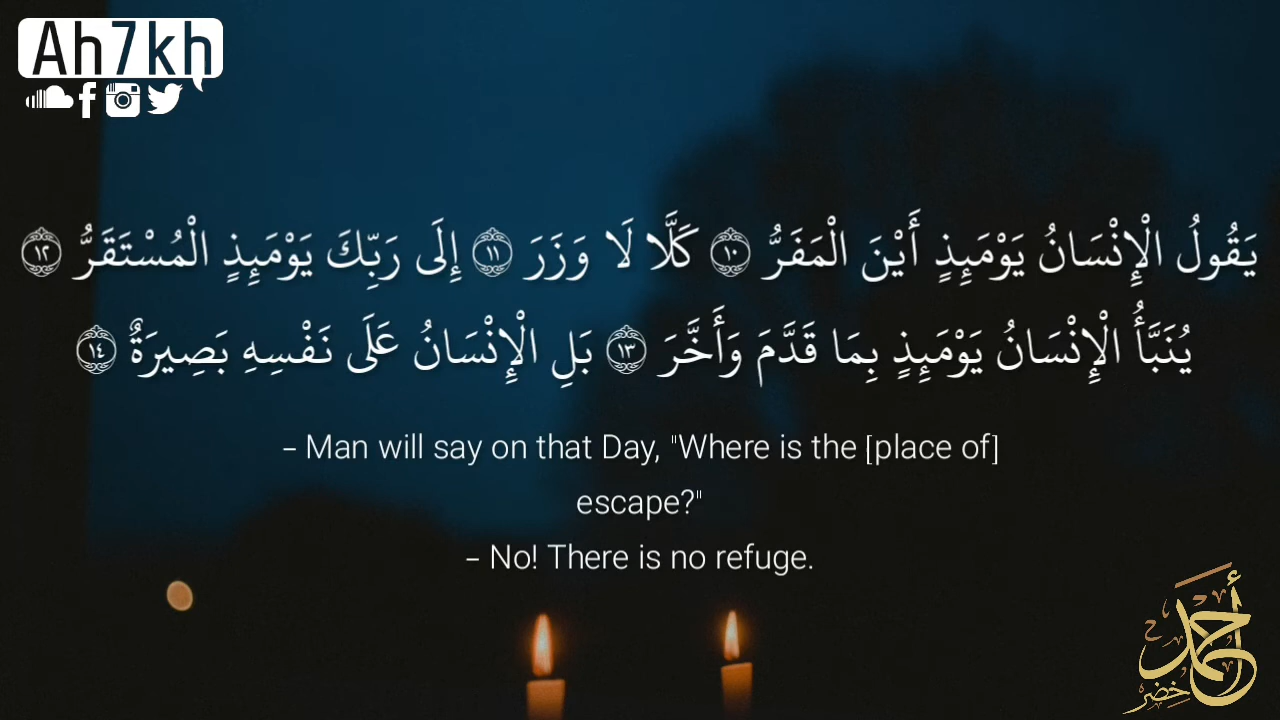 Ah7kh
يَقُولُ الْإِنْسَانُ يَوْمَئِذٍ أَيْنَ الْمَفَرُّ ١٠ كَلَّا لَا وَزَرَ ١١ إِلَى رَبِّكَ يَوْمَئِذٍ الْمُسْتَقَرُّ ١٢
يُنَبَّأُ الْإِنْسَانُ يَوْمَئِذٍ بِمَا قَدَّمَ وَأَخَّرَ ١٣ بَلِ الْإِنْسَانُ عَلَى نَفْسِهِ بَصِيرَةٌ ١٤
– Man will say on that Day, "Where is the [place of]
escape?"
– No! There is no refuge.
أحمد
خضر